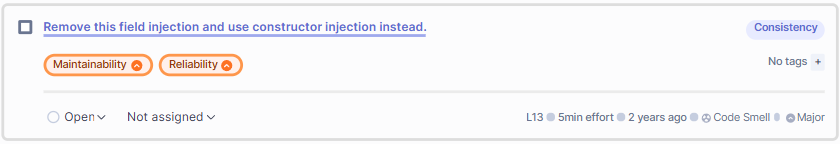 Remove this field injection and use constructor injection instead.
Consistency
Maintainability
Reliability
No tags +
Open
Not assigned
L13 5min effort 2 years ago Code Smell Major